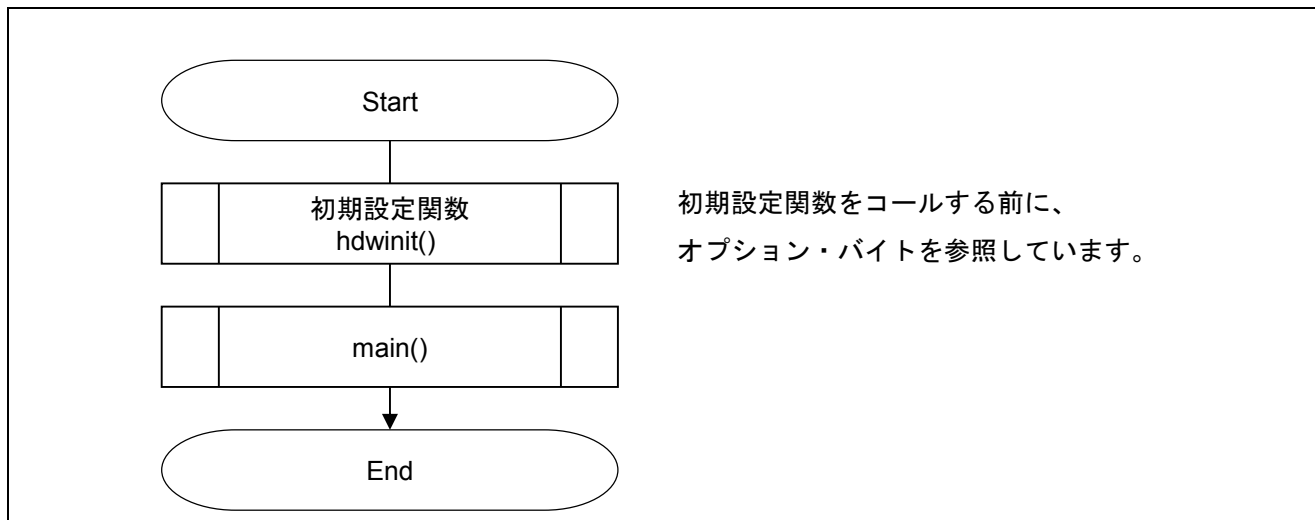 Start
初期設定関数
hdwinit()
初期設定関数をコールする前に、
オプション・バイトを参照しています。
main()
End